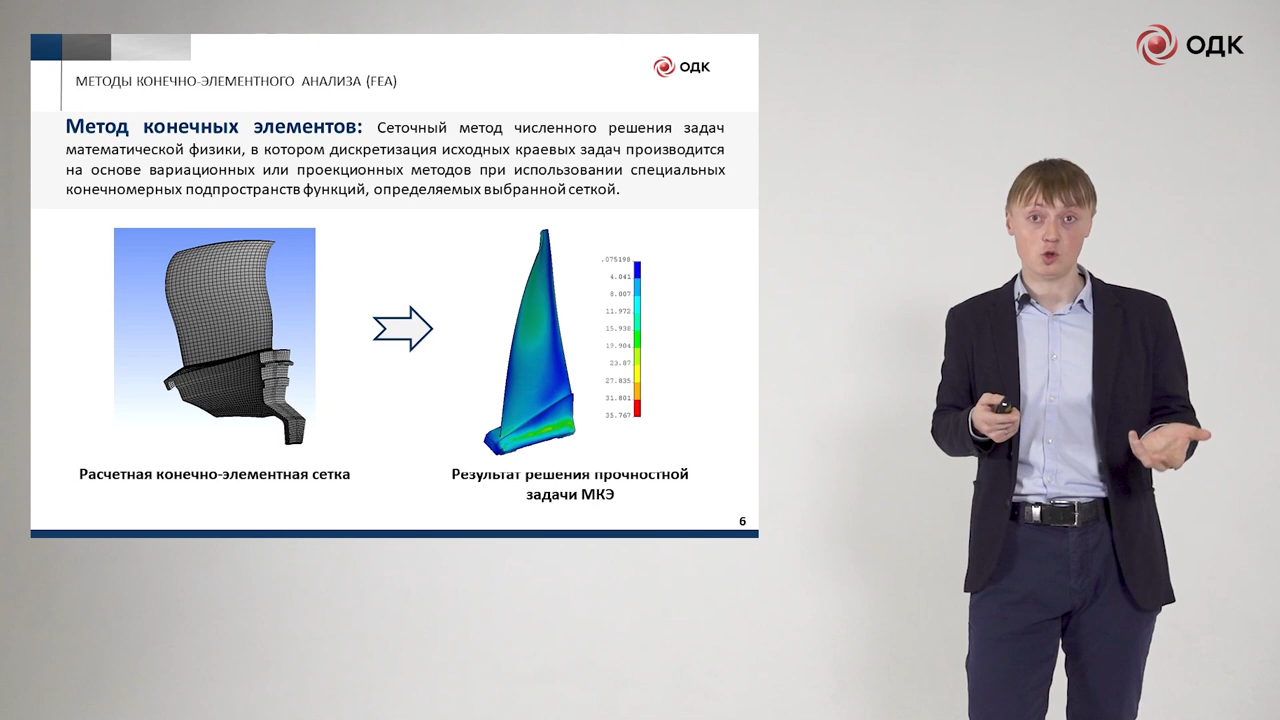 ОДК
ОДК
МЕТОДЫ КОНЕЧНО-ЭЛЕМЕНТНОГО АНАЛИЗА (FEA)
Метод конечных элементов: Сеточный метод численного решения задач
математической физики, в котором дискретизация исходных краевых задач производится
на основе вариационных или проекционных методов при использовании специальных
конечномерных подпространств функций, определяемых выбранной сеткой.
.075198
4.041
8.007
11.972
15.938
19.904
23.87
27.835
31.801
35.767
Расчетная конечно-элементная сетка
Результат решения прочностной
задачи МКЭ
6